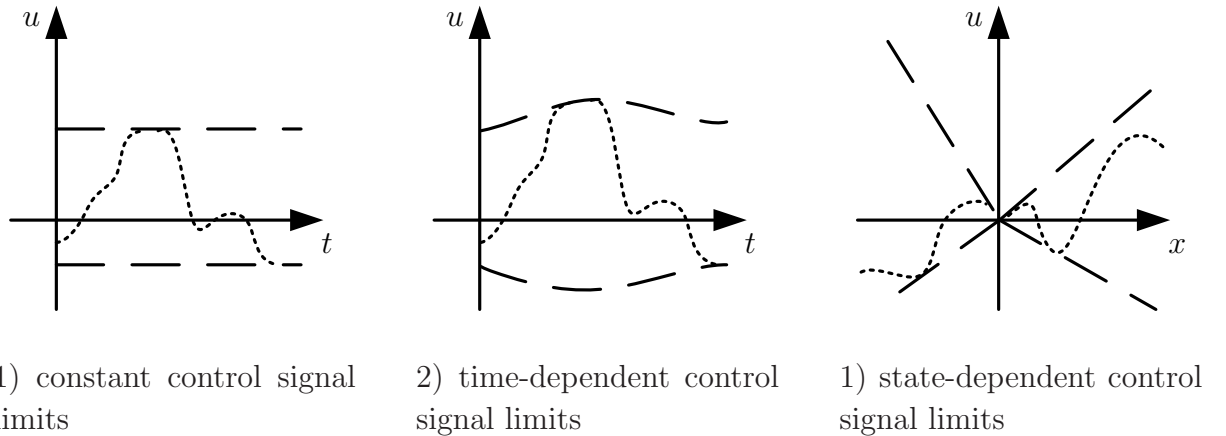 u
t
u
t
u
x
1) constant control signal
limits
2) time-dependent control
signal limits
1) state-dependent control
signal limits